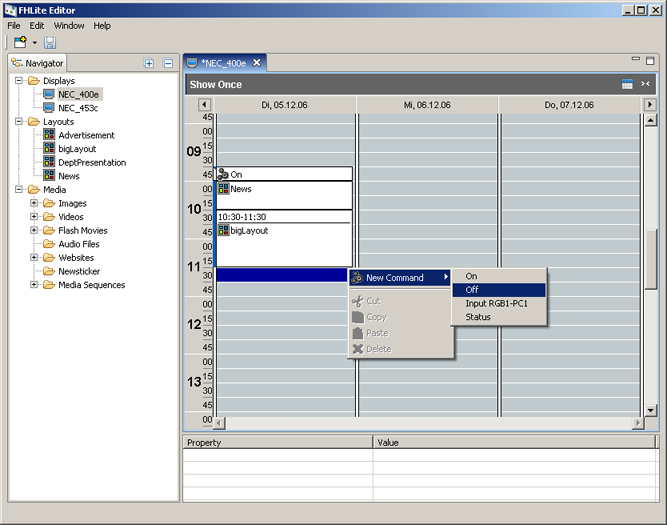 FHLite Editor
File Edit Window Help
Navigator
Displays
NEC_400e
NEC_453c
Layouts
Advertisement
bigLayout
DeptPresentation
News
Media
Images
Videos
Flash Movies
Audio Files
Websites
Newsticker
Media Sequences
*NEC_400e
Show Once
Di, 05.12.06 Mi, 06.12.06 Do, 07.12.06
45
00
09 15
30
45 On
00 News
10 15
30 10:30-11:30
45 bigLayout
00
11 15
30
45
00
12 15
30
45
00
13 15
30
45
00
New Command
Cut
Copy
Paste
Delete
On
Off
Input RGB1-PC1
Status
Property Value